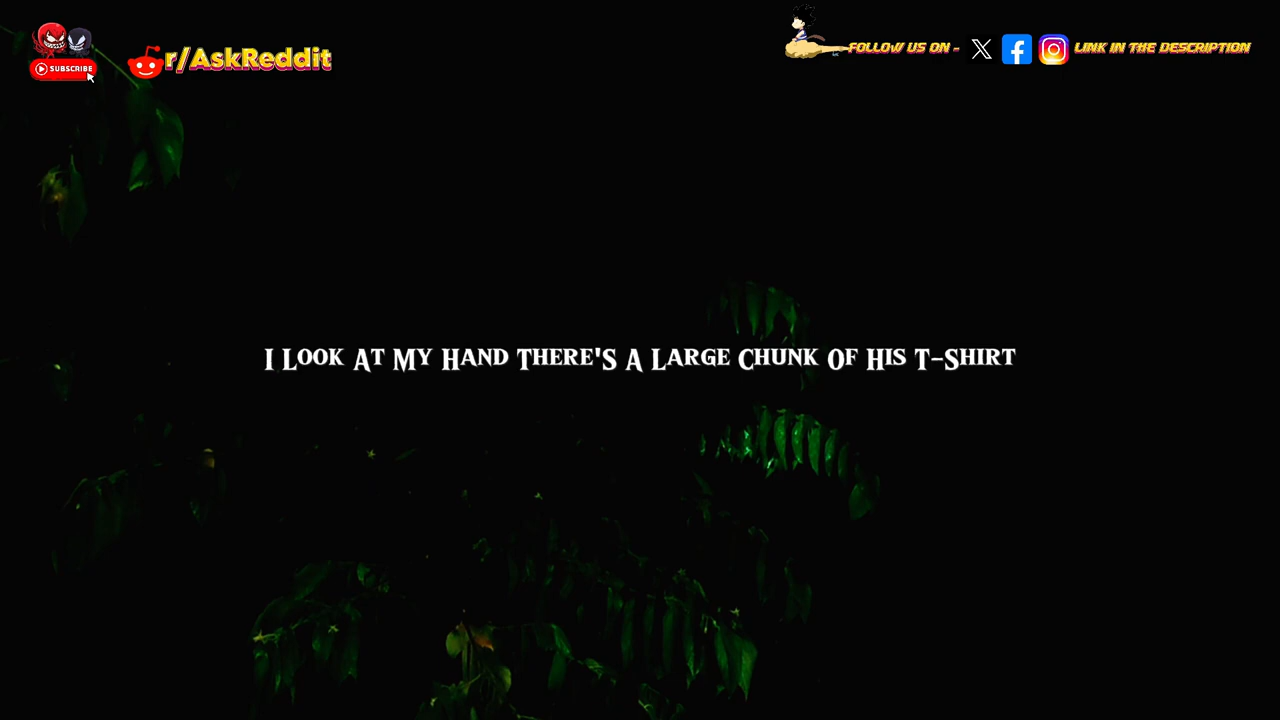 SUBSCRIBE
r/AskReddit
FOLLOW US ON -
LINK IN THE DESCRIPTION
I Look At My Hand There's A Large Chunk Of His T-Shirt